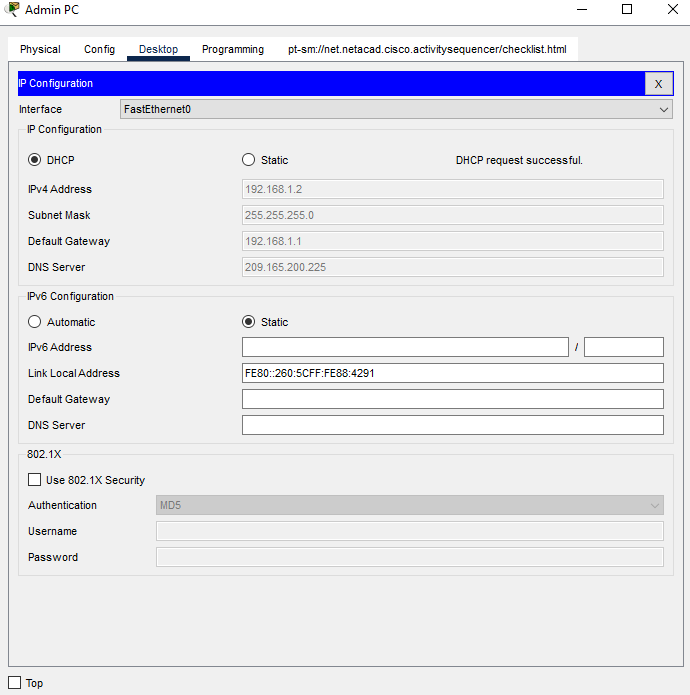 Admin PC
Physical Config Desktop Programming pt-sm://net.netacad.cisco.activitysequencer/checklist.html
IP Configuration X
Interface FastEthernet0
IP Configuration
DHCP Static DHCP request successful.
IPv4 Address 192.168.1.2
Subnet Mask 255.255.255.0
Default Gateway 192.168.1.1
DNS Server 209.165.200.225
IPv6 Configuration
Automatic Static
IPv6 Address /
Link Local Address FE80::260:5CFF:FE88:4291
Default Gateway
DNS Server
802.1X
Use 802.1X Security
Authentication MD5
Username
Password
Top